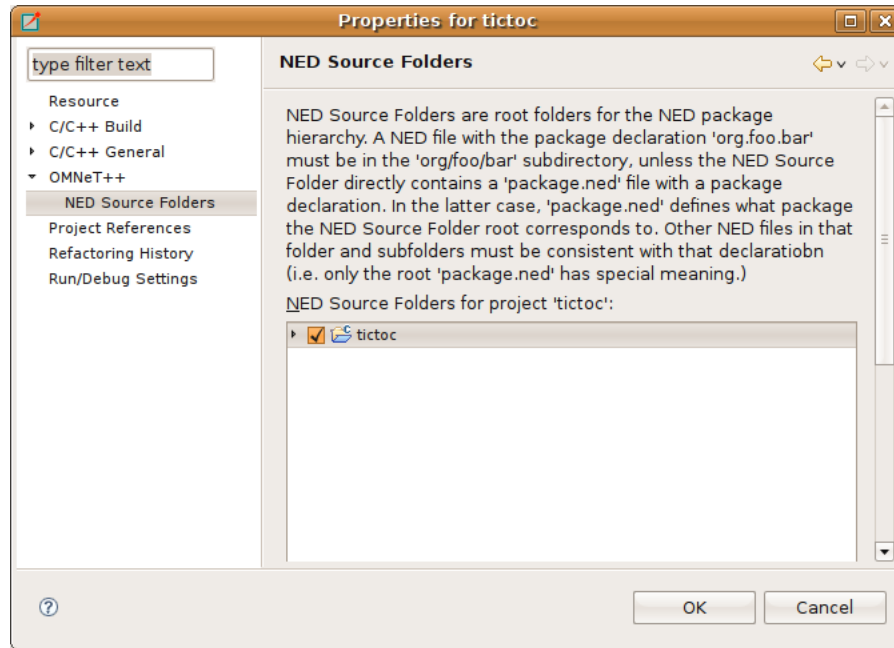 Properties for tictoc
type filter text
Resource
C/C++ Build
C/C++ General
OMNeT++
NED Source Folders
Project References
Refactoring History
Run/Debug Settings
NED Source Folders
NED Source Folders are root folders for the NED package
hierarchy. A NED file with the package declaration 'org.foo.bar'
must be in the 'org/foo/bar' subdirectory, unless the NED Source
Folder directly contains a 'package.ned' file with a package
declaration. In the latter case, 'package.ned' defines what package
the NED Source Folder root corresponds to. Other NED files in that
folder and subfolders must be consistent with that declaratiobn
(i.e. only the root 'package.ned' has special meaning.)
NED Source Folders for project 'tictoc':
tictoc
OK
Cancel